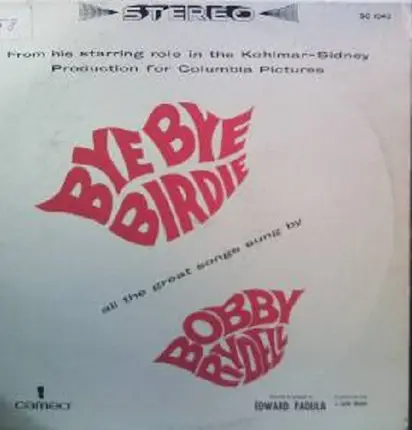 STEREO
From his starring role in the Kohlmar-Sidney
Production for Columbia Pictures
BYE BYE
BIRDIE
all the great songs sung by
BOBBY
RYDELL
cameo
EDWARD PADULA